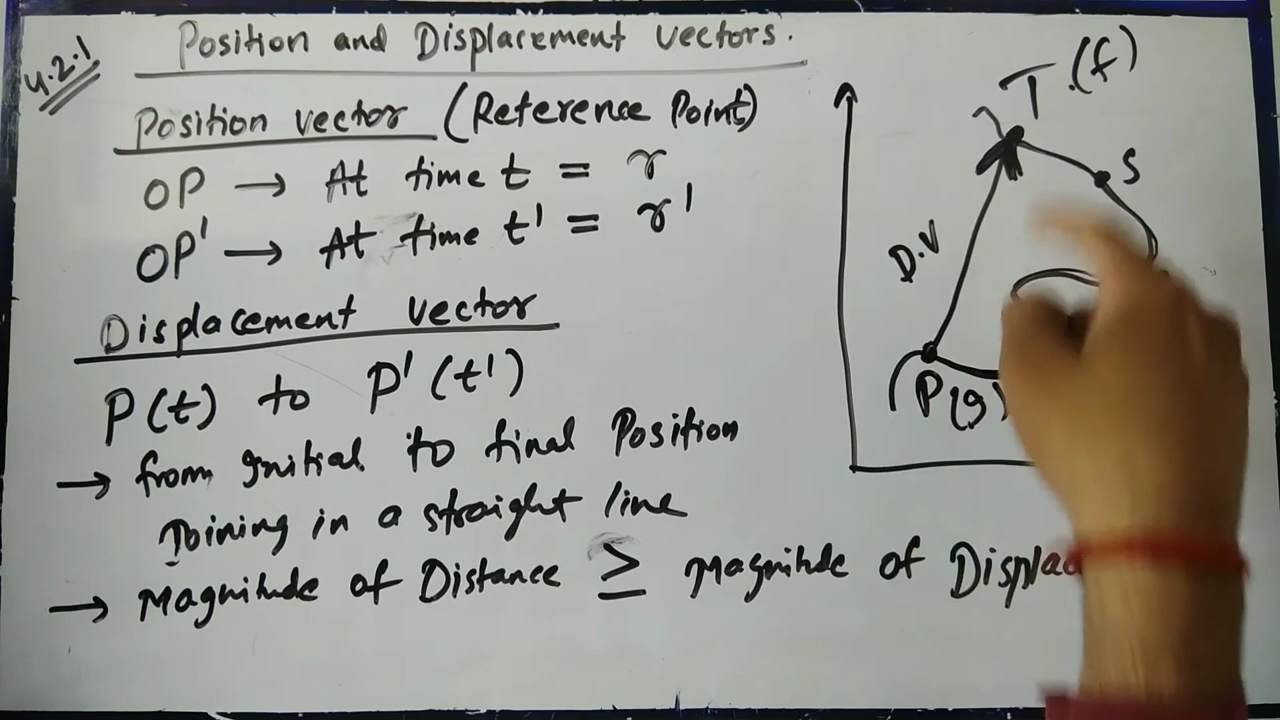 4.2.1
Position and Displacement vectors.
Position vector (Reference Point)
OP → At time t = r
OP' → At time t' = r'
Displacement vector
P(t) to P'(t')
→ from Initial to final Position
Joining in a straight line
→ Magnitude of Distance ≥ Magnitude of Displac
T.(f)
S
D.V
P(I)